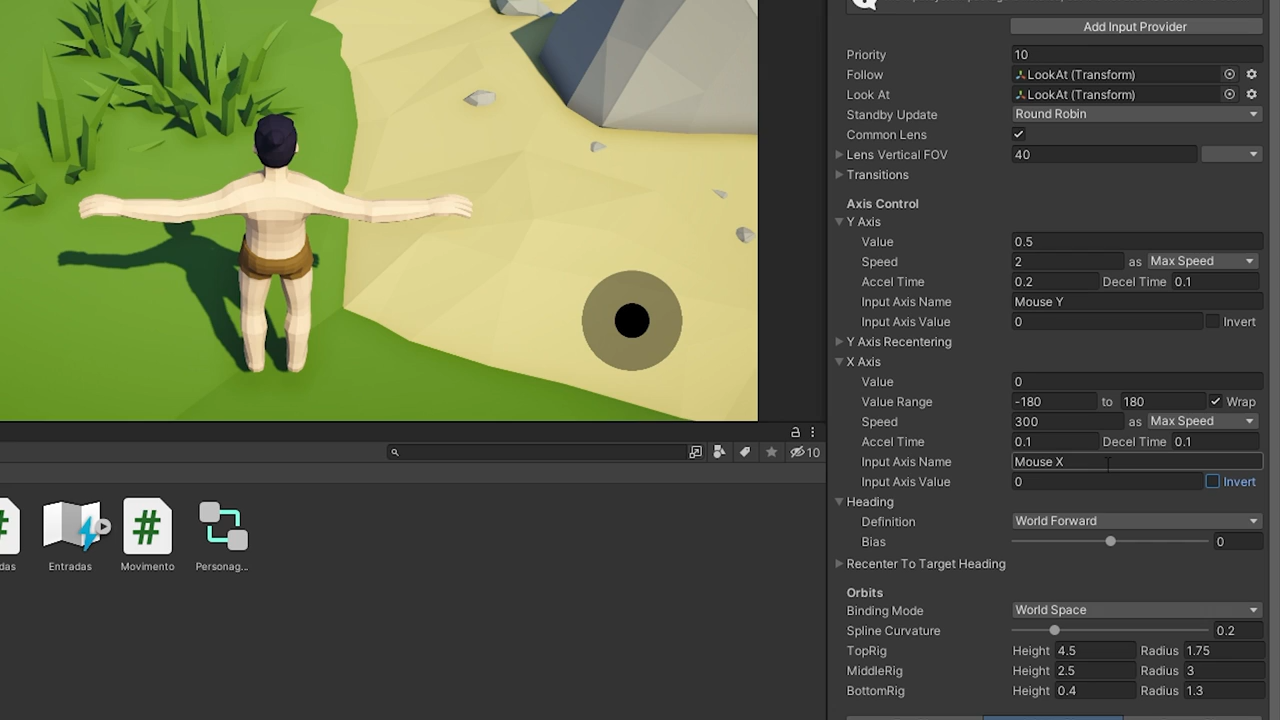 Add Input Provider
Priority 10
Follow LookAt (Transform)
Look At LookAt (Transform)
Standby Update Round Robin
Common Lens
Lens Vertical FOV 40
Transitions
Axis Control
Y Axis
Value 0.5
Speed 2 as Max Speed
Accel Time 0.2 Decel Time 0.1
Input Axis Name Mouse Y
Input Axis Value 0 Invert
Y Axis Recentering
X Axis
Value 0
Value Range -180 to 180 Wrap
Speed 300 as Max Speed
Accel Time 0.1 Decel Time 0.1
Input Axis Name Mouse X
Input Axis Value 0 Invert
Heading
Definition World Forward
Bias 0
Recenter To Target Heading
Orbits
Binding Mode World Space
Spline Curvature 0.2
TopRig Height 4.5 Radius 1.75
MiddleRig Height 2.5 Radius 3
BottomRig Height 0.4 Radius 1.3
10
# #
das Entradas Movimento Personag...